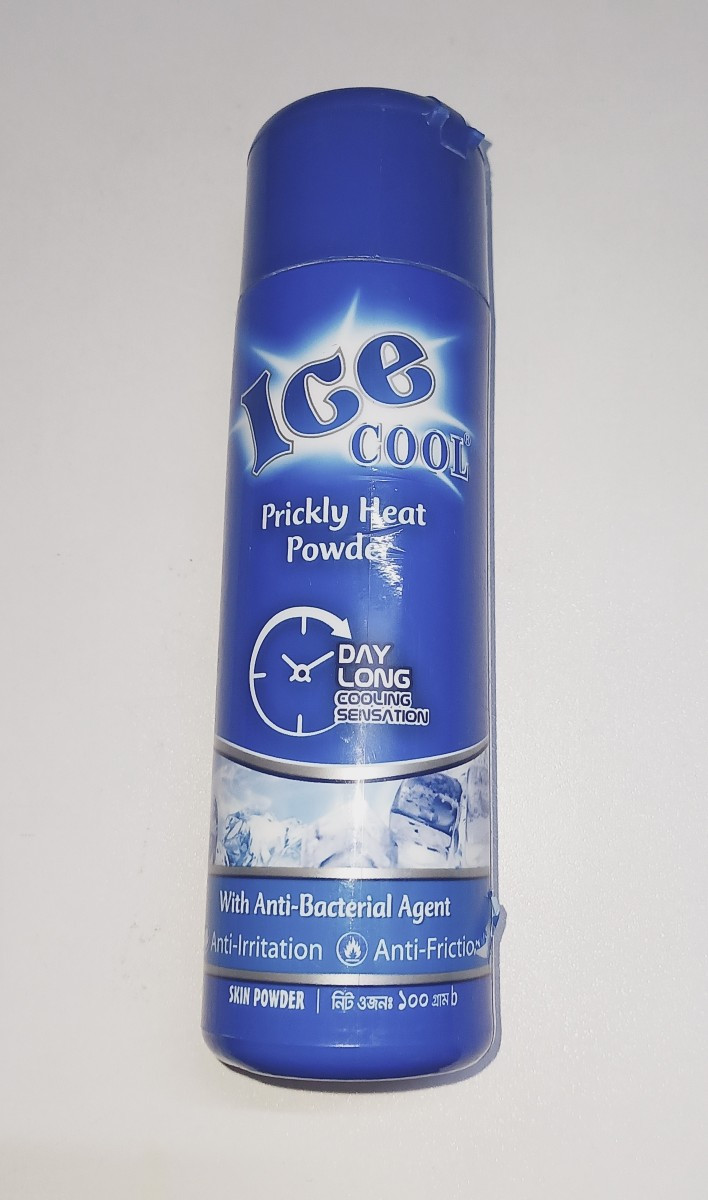 Ice
COOL®
Prickly Heat
Powder
DAY
LONG
COOLING
SENSATION
With Anti-Bacterial Agent
Anti-Irritation Anti-Friction
SKIN POWDER | নিট ওজনঃ ১০০ গ্রাম b